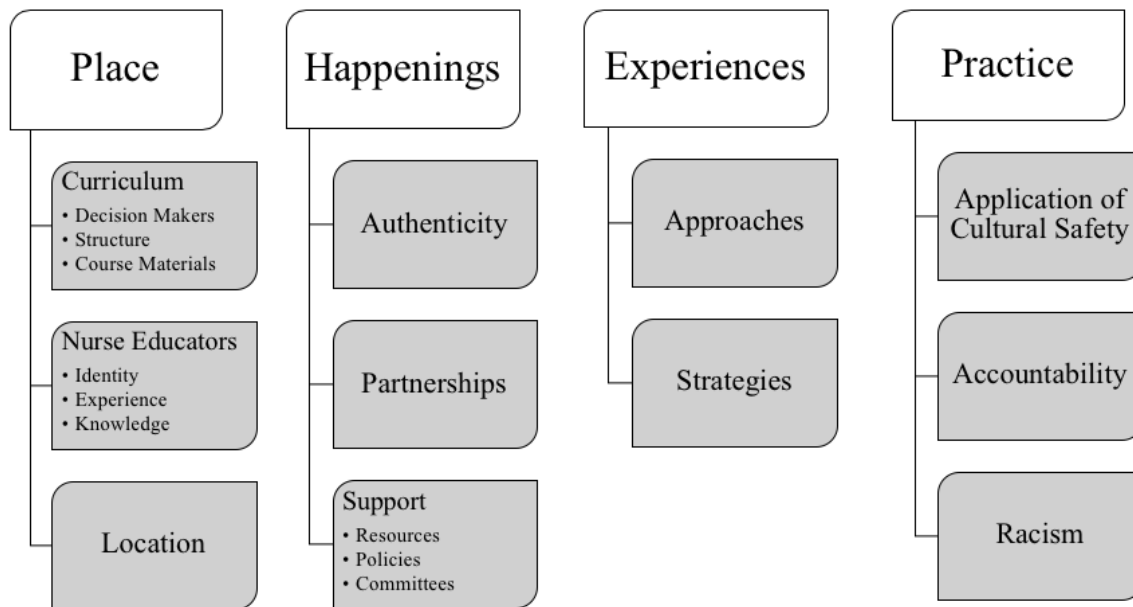 Place
Curriculum
• Decision Makers
• Structure
• Course Materials
Nurse Educators
• Identity
• Experience
• Knowledge
Location
Happenings
Authenticity
Partnerships
Support
• Resources
• Policies
• Committees
Experiences
Approaches
Strategies
Practice
Application of
Cultural Safety
Accountability
Racism